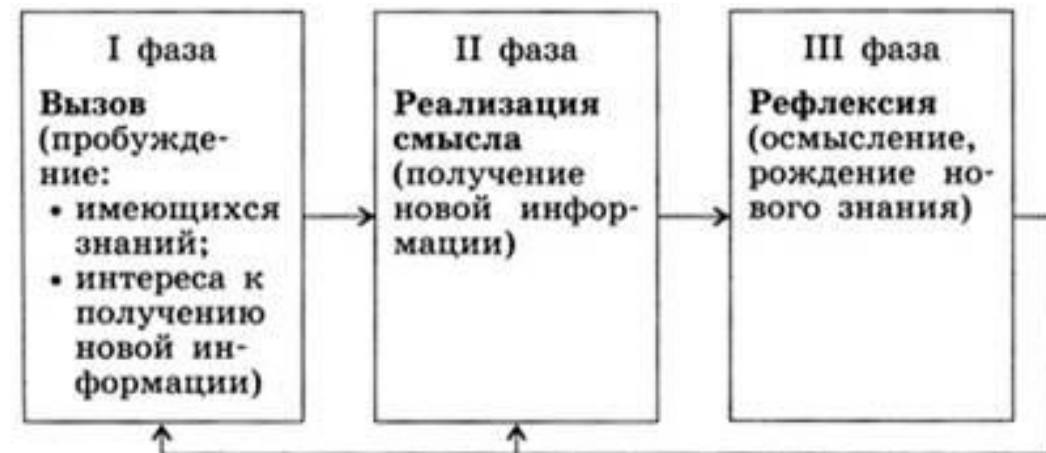 I фаза
Вызов
(пробужде-
ние:
• имеющихся
знаний;
• интереса к
получению
новой ин-
формации)
II фаза
Реализация
смысла
(получение
новой инфор-
мации)
III фаза
Рефлексия
(осмысление,
рождение но-
вого знания)